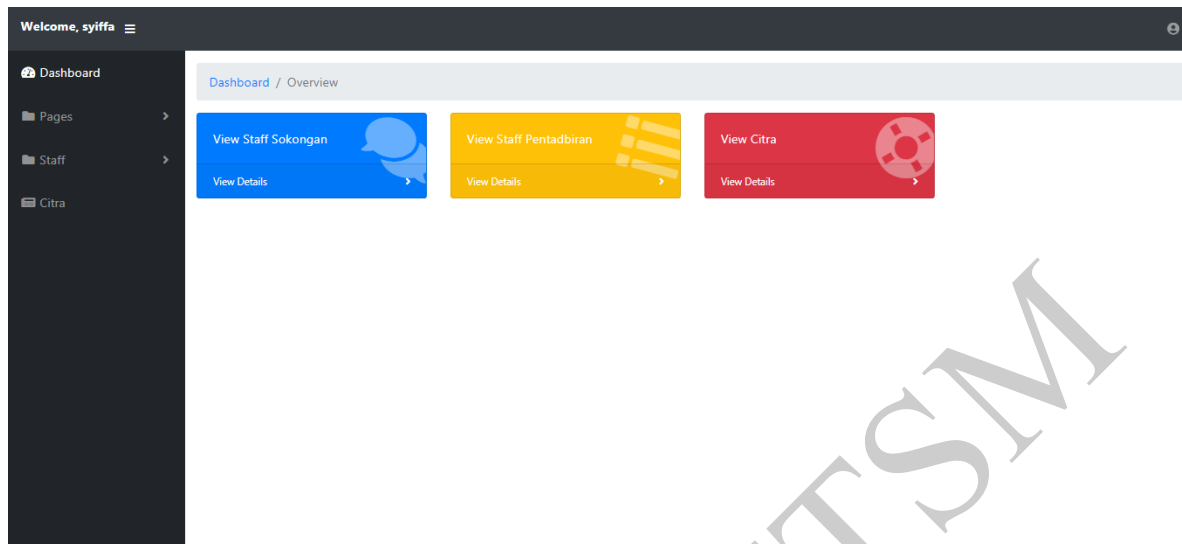 Welcome, syiffa
Dashboard
Pages
Staff
Citra
Dashboard / Overview
View Staff Sokongan
View Details
View Staff Pentadbiran
View Details
View Citra
View Details
TSM